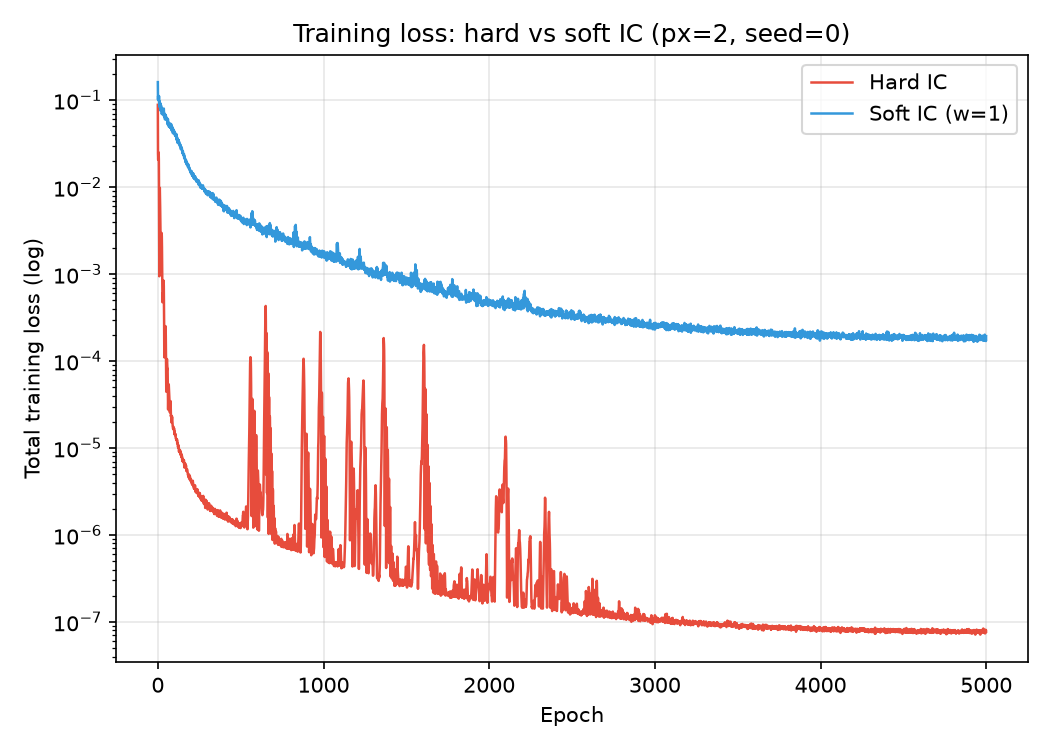 Training loss: hard vs soft IC (px=2, seed=0)
Hard IC
Soft IC (w=1)
Total training loss (log)
10⁻¹
10⁻²
10⁻³
10⁻⁴
10⁻⁵
10⁻⁶
10⁻⁷
0 1000 2000 3000 4000 5000
Epoch